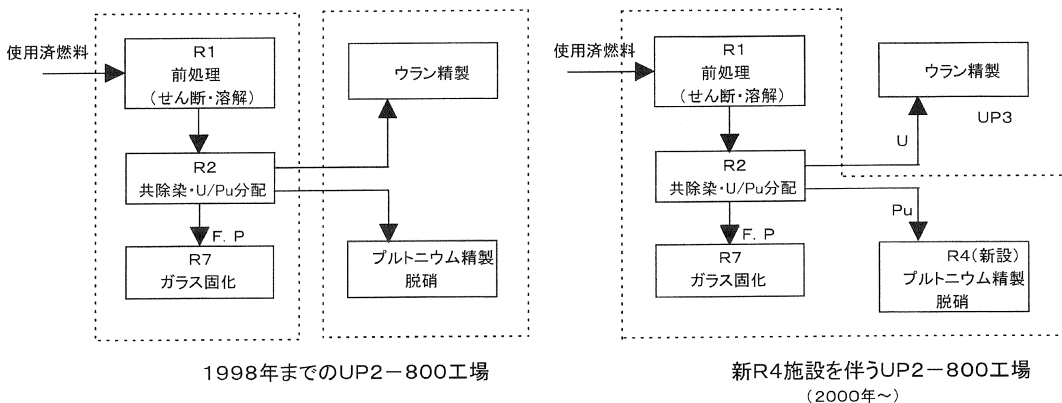 使用済燃料
R1
前処理
(せん断・溶解)
R2
共除染・U/Pu分配
F.P
R7
ガラス固化
ウラン精製
プルトニウム精製
脱硝
1998年までのUP2-800工場
使用済燃料
R1
前処理
(せん断・溶解)
R2
共除染・U/Pu分配
F.P
R7
ガラス固化
ウラン精製
UP3
U
Pu
R4(新設)
プルトニウム精製
脱硝
新R4施設を伴うUP2-800工場
(2000年~)